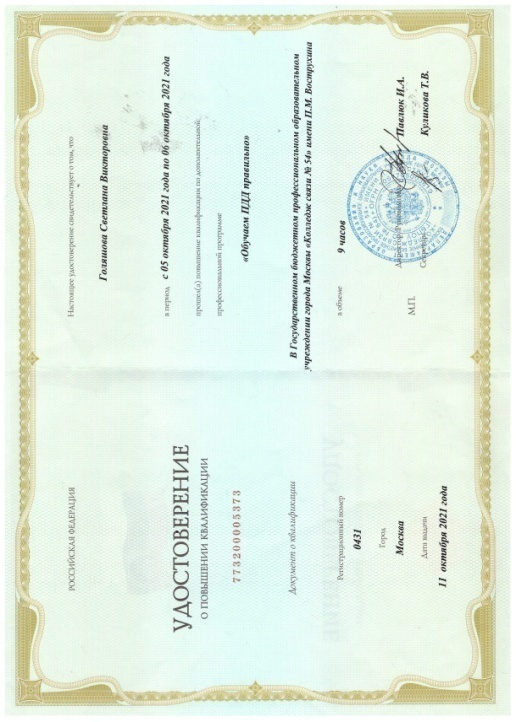 РОССИЙСКАЯ ФЕДЕРАЦИЯ
УДОСТОВЕРЕНИЕ
О ПОВЫШЕНИИ КВАЛИФИКАЦИИ
773200005373
Документ о квалификации
Регистрационный номер
0431
Город
Москва
Дата выдачи
11 октября 2021 года
Настоящее удостоверение свидетельствует о том, что
Голяшова Светлана Викторовна
в период с 05 октября 2021 года по 06 октября 2021 года
прошел(а) повышение квалификации по дополнительной
профессиональной программе
«Обучаем ПДД правильно»
В Государственном бюджетном профессиональном образовательном
учреждении города Москвы «Колледж связи № 54» имени П.М. Вострухина
в объеме 9 часов
Павлюк И.А.
Куликова Т.В.
М.П.